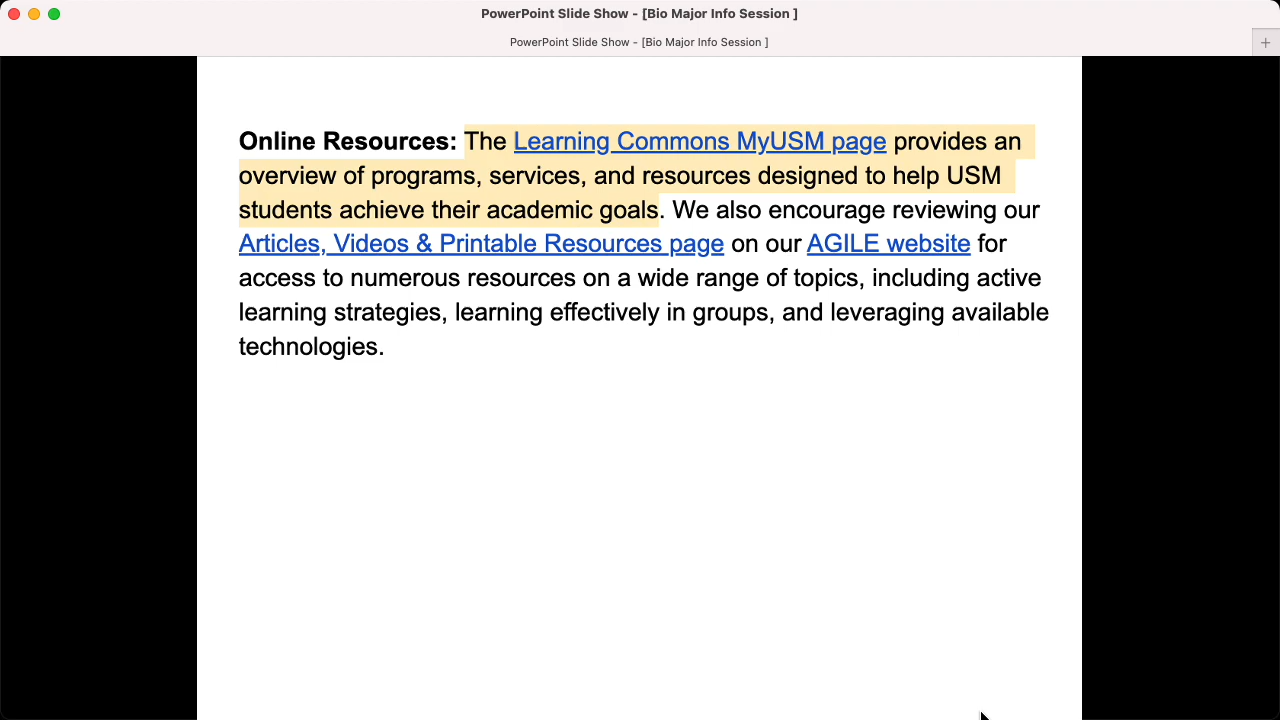 PowerPoint Slide Show - [Bio Major Info Session ]
PowerPoint Slide Show - [Bio Major Info Session ]
Online Resources: The Learning Commons MyUSM page provides an
overview of programs, services, and resources designed to help USM
students achieve their academic goals. We also encourage reviewing our
Articles, Videos & Printable Resources page on our AGILE website for
access to numerous resources on a wide range of topics, including active
learning strategies, learning effectively in groups, and leveraging available
technologies.